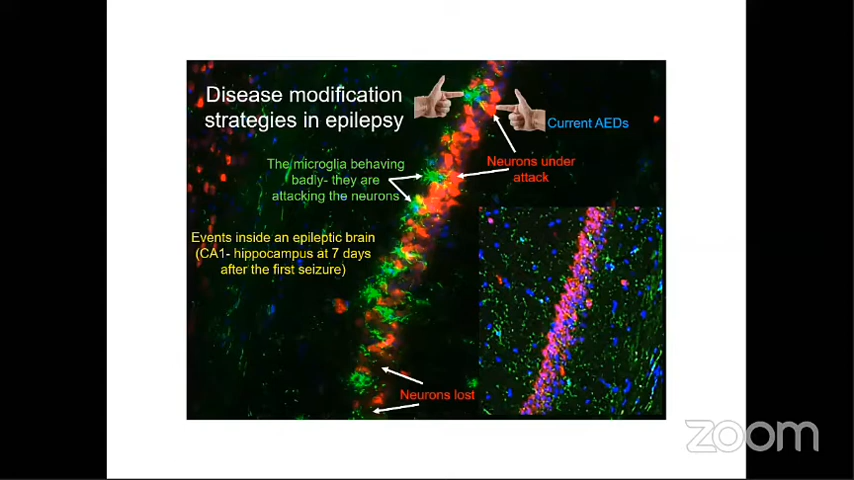 Disease modification
strategies in epilepsy
Current AEDs
The microglia behaving
badly- they are
attacking the neurons
Neurons under
attack
Events inside an epileptic brain
(CA1- hippocampus at 7 days
after the first seizure)
Neurons lost
zoom